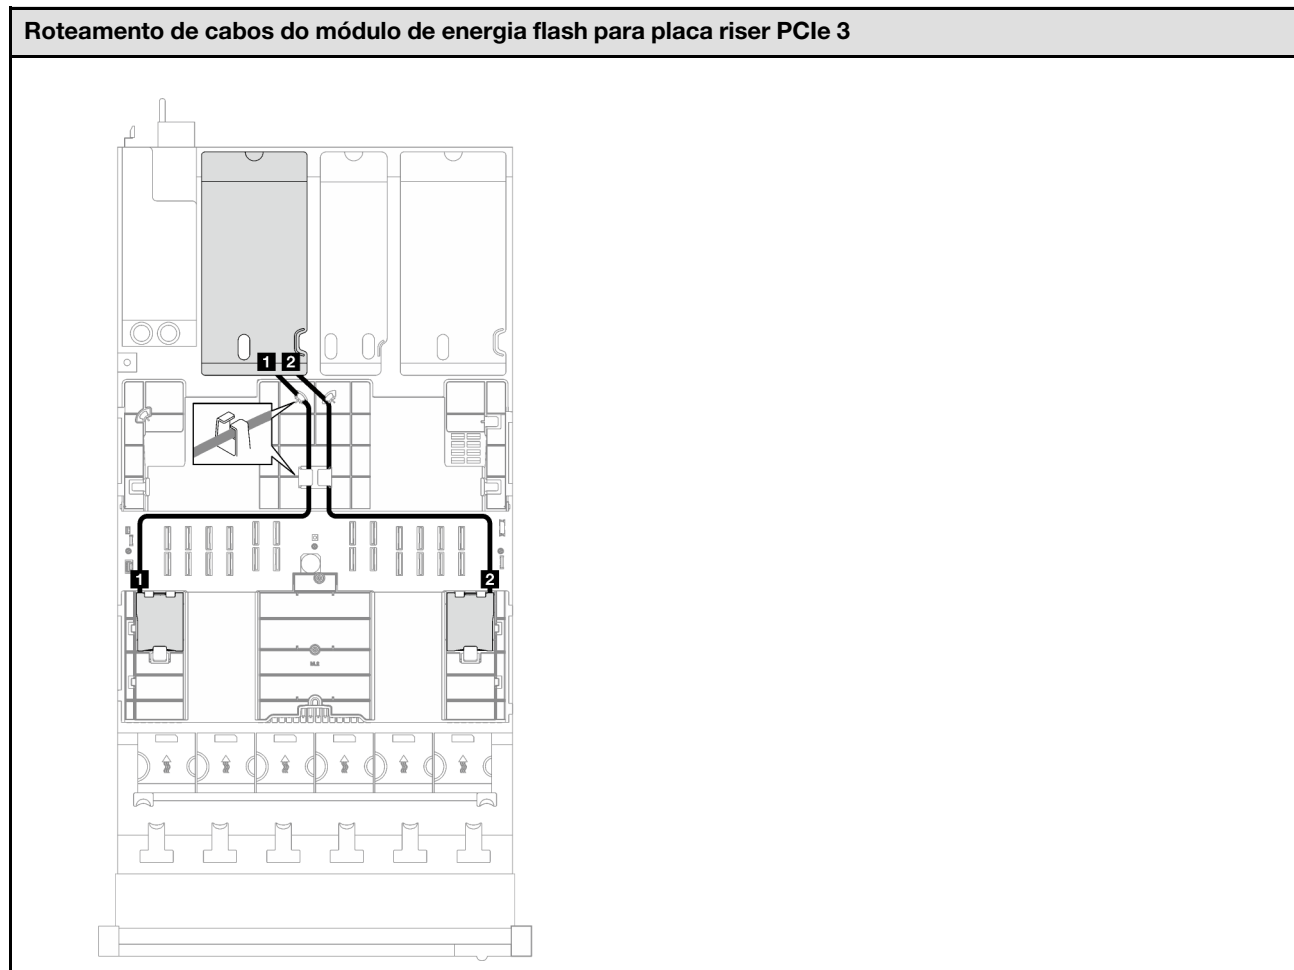 Roteamento de cabos do módulo de energia flash para placa riser PCIe 3
1 2
1 2
M.2